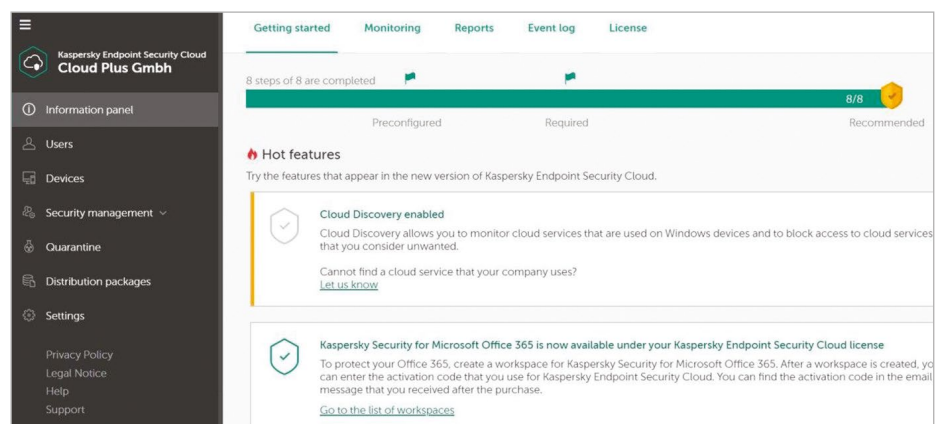 Kaspersky Endpoint Security Cloud
Cloud Plus Gmbh
Information panel
Users
Devices
Security management
Quarantine
Distribution packages
Settings
Privacy Policy
Legal Notice
Help
Support
Getting started Monitoring Reports Event log License
8 steps of 8 are completed
8/8
Preconfigured Required Recommended
Hot features
Try the features that appear in the new version of Kaspersky Endpoint Security Cloud.
Cloud Discovery enabled
Cloud Discovery allows you to monitor cloud services that are used on Windows devices and to block access to cloud services
that you consider unwanted.
Cannot find a cloud service that your company uses?
Let us know
Kaspersky Security for Microsoft Office 365 is now available under your Kaspersky Endpoint Security Cloud license
To protect your Office 365, create a workspace for Kaspersky Security for Microsoft Office 365. After a workspace is created,
can enter the activation code that you use for Kaspersky Endpoint Security Cloud. You can find the activation code in the email
message that you received after the purchase.
Go to the list of workspaces